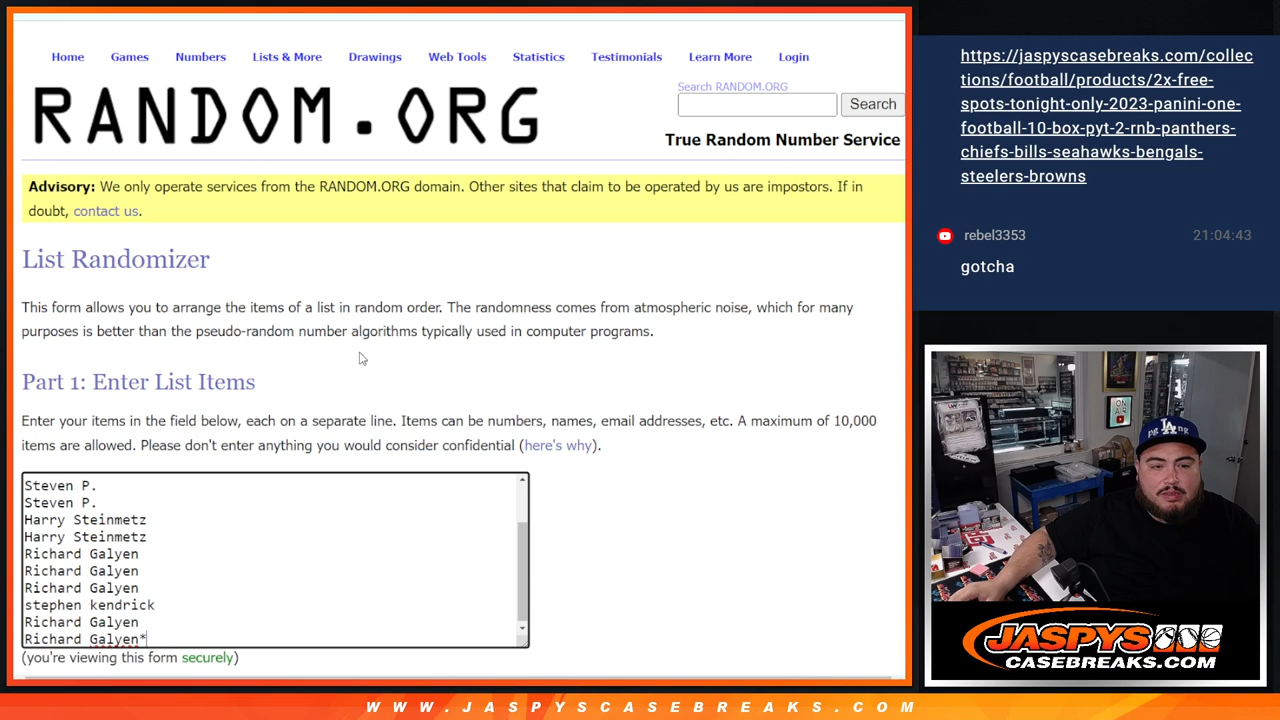 Home Games Numbers Lists & More Drawings Web Tools Statistics Testimonials Learn More Login
RANDOM.ORG
Search RANDOM.ORG
Search
True Random Number Service
Advisory: We only operate services from the RANDOM.ORG domain. Other sites that claim to be operated by us are impostors. If in
doubt, contact us.
List Randomizer
This form allows you to arrange the items of a list in random order. The randomness comes from atmospheric noise, which for many
purposes is better than the pseudo-random number algorithms typically used in computer programs.
Part 1: Enter List Items
Enter your items in the field below, each on a separate line. Items can be numbers, names, email addresses, etc. A maximum of 10,000
items are allowed. Please don't enter anything you would consider confidential (here's why).
Steven P.
Steven P.
Harry Steinmetz
Harry Steinmetz
Richard Galyen
Richard Galyen
Richard Galyen
stephen kendrick
Richard Galyen
Richard Galyen*
(you're viewing this form securely)
https://jaspyscasebreaks.com/collec
tions/football/products/2x-free-
spots-tonight-only-2023-panini-one-
football-10-box-pyt-2-rnb-panthers-
chiefs-bills-seahawks-bengals-
steelers-browns
rebel3353 21:04:43
gotcha
ON
AIR
LA
JASPYS
CASEBREAKS.COM
WWW.JASPYSCASEBREAKS.COM